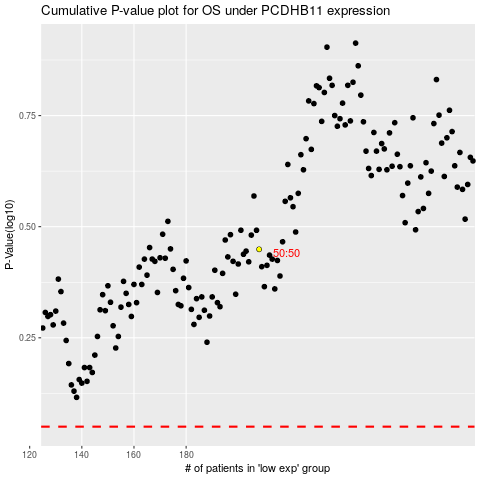 Cumulative P-value plot for OS under PCDHB11 expression
P-Value(log10)
0.75
0.50
0.25
50:50
120
140
160
180
# of patients in 'low exp' group